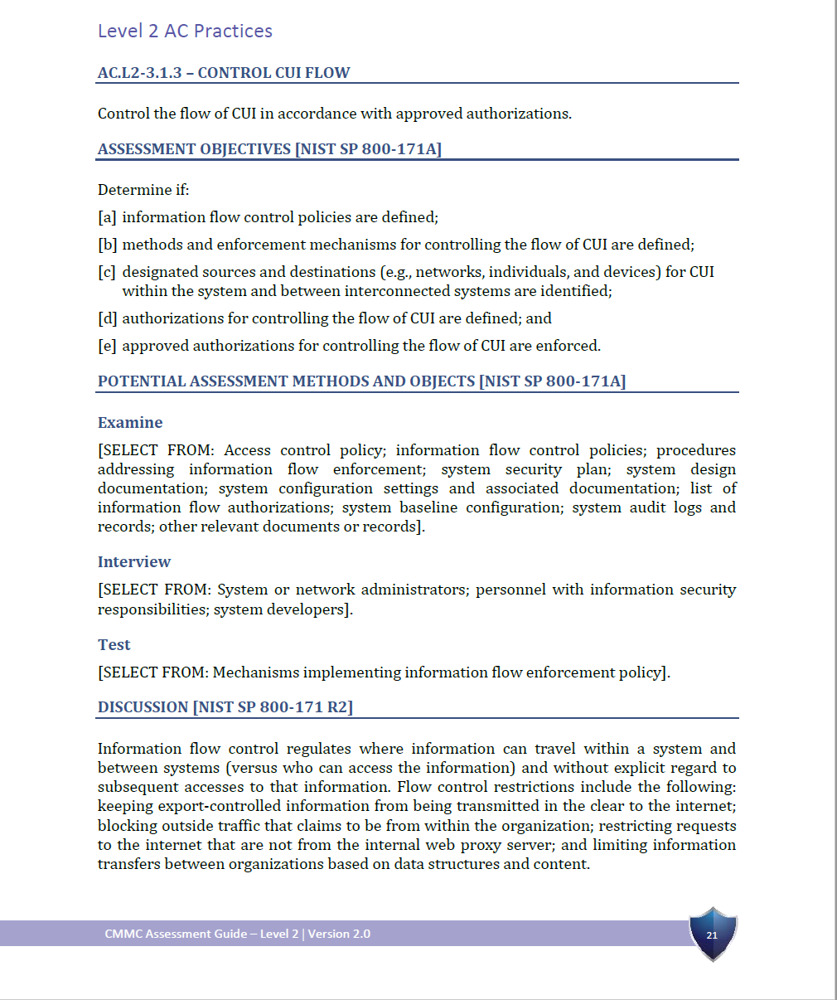 Level 2 AC Practices
AC.L2-3.1.3 – CONTROL CUI FLOW
Control the flow of CUI in accordance with approved authorizations.
ASSESSMENT OBJECTIVES [NIST SP 800-171A]
Determine if:
[a] information flow control policies are defined;
[b] methods and enforcement mechanisms for controlling the flow of CUI are defined;
[c] designated sources and destinations (e.g., networks, individuals, and devices) for CUI
within the system and between interconnected systems are identified;
[d] authorizations for controlling the flow of CUI are defined; and
[e] approved authorizations for controlling the flow of CUI are enforced.
POTENTIAL ASSESSMENT METHODS AND OBJECTS [NIST SP 800-171A]
Examine
[SELECT FROM: Access control policy; information flow control policies; procedures
addressing information flow enforcement; system security plan; system design
documentation; system configuration settings and associated documentation; list of
information flow authorizations; system baseline configuration; system audit logs and
records; other relevant documents or records].
Interview
[SELECT FROM: System or network administrators; personnel with information security
responsibilities; system developers].
Test
[SELECT FROM: Mechanisms implementing information flow enforcement policy].
DISCUSSION [NIST SP 800-171 R2]
Information flow control regulates where information can travel within a system and
between systems (versus who can access the information) and without explicit regard to
subsequent accesses to that information. Flow control restrictions include the following:
keeping export-controlled information from being transmitted in the clear to the internet;
blocking outside traffic that claims to be from within the organization; restricting requests
to the internet that are not from the internal web proxy server; and limiting information
transfers between organizations based on data structures and content.
CMMC Assessment Guide – Level 2 | Version 2.0
21